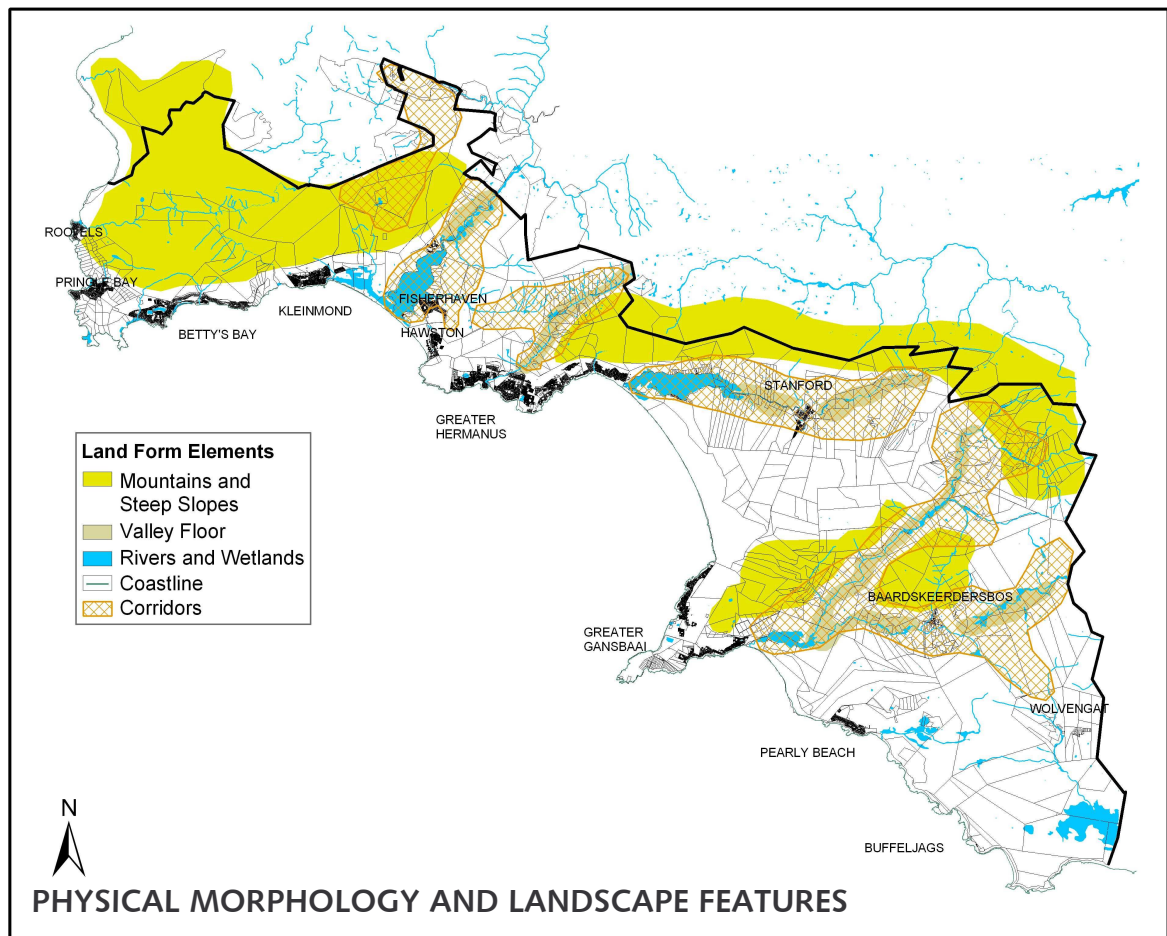 ROOIELS
PRINGLE BAY
BETTY'S BAY
KLEINMOND
FISHERHAVEN
HAWSTON
GREATER
HERMANUS
STANFORD
Land Form Elements
Mountains and
Steep Slopes
Valley Floor
Rivers and Wetlands
Coastline
Corridors
BAARDSKEERDERSBOS
GREATER
GANSBAAI
WOLVENGAT
PEARLY BEACH
BUFFELJAGS
N
PHYSICAL MORPHOLOGY AND LANDSCAPE FEATURES